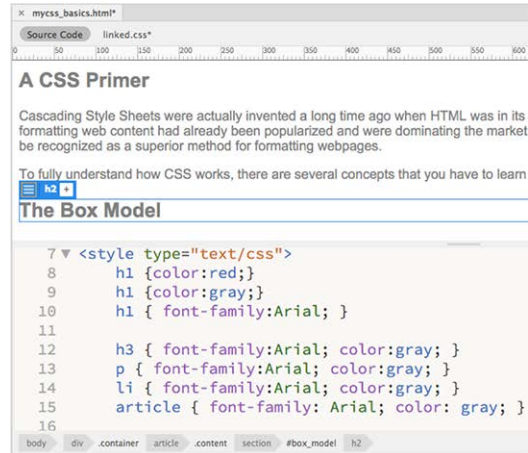 × mycss_basics.html*
Source Code linked.css*
0 50 100 150 200 250 300 350 400 450 500 550 600
A CSS Primer
Cascading Style Sheets were actually invented a long time ago when HTML was in its
formatting web content had already been popularized and were dominating the market
be recognized as a superior method for formatting webpages.
To fully understand how CSS works, there are several concepts that you have to learn
h2 +
The Box Model
7 ▼ <style type="text/css">
8 h1 {color:red;}
9 h1 {color:gray;}
10 h1 { font-family:Arial; }
11
12 h3 { font-family:Arial; color:gray; }
13 p { font-family:Arial; color:gray; }
14 li { font-family:Arial; color:gray; }
15 article { font-family: Arial; color: gray; }
16
body div .container article .content section #box_model h2